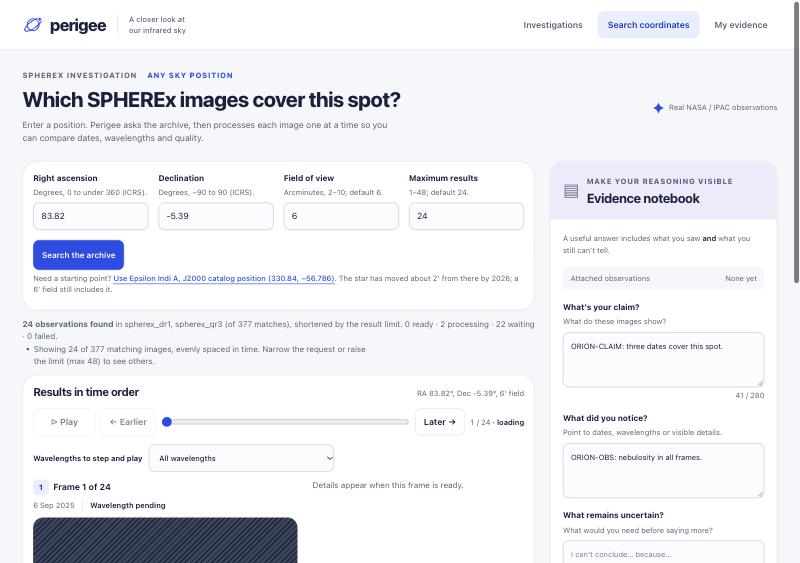 perigee
A closer look at
our infrared sky
Investigations
Search coordinates
My evidence
SPHEREX INVESTIGATION ANY SKY POSITION
Which SPHEREx images cover this spot?
Enter a position. Perigee asks the archive, then processes each image one at a time so you
can compare dates, wavelengths and quality.
Real NASA / IPAC observations
Right ascension
Degrees, 0 to under 360 (ICRS).
83.82
Declination
Degrees, −90 to 90 (ICRS).
-5.39
Field of view
Arcminutes, 2–10; default 6.
6
Maximum results
1–48; default 24.
24
Search the archive
Need a starting point? Use Epsilon Indi A, J2000 catalog position (330.84, −56.786). The star has moved about 2′ from there by 2026; a
6′ field still includes it.
24 observations found in spherex_dr1, spherex_qr3 (of 377 matches), shortened by the result limit. 0 ready · 2 processing · 22 waiting
· 0 failed.
• Showing 24 of 377 matching images, evenly spaced in time. Narrow the request or raise
the limit (max 48) to see others.
Results in time order
RA 83.82°, Dec -5.39°, 6′ field
▷ Play
← Earlier
Later →
1 / 24 · loading
Wavelengths to step and play
All wavelengths
1 Frame 1 of 24
6 Sep 2025 Wavelength pending
Details appear when this frame is ready.
MAKE YOUR REASONING VISIBLE
Evidence notebook
A useful answer includes what you saw and what you
still can't tell.
Attached observations None yet
What's your claim?
What do these images show?
ORION-CLAIM: three dates cover this spot.
41 / 280
What did you notice?
Point to dates, wavelengths or visible details.
ORION-OBS: nebulosity in all frames.
What remains uncertain?
What would you need before saying more?
I can't conclude... because...